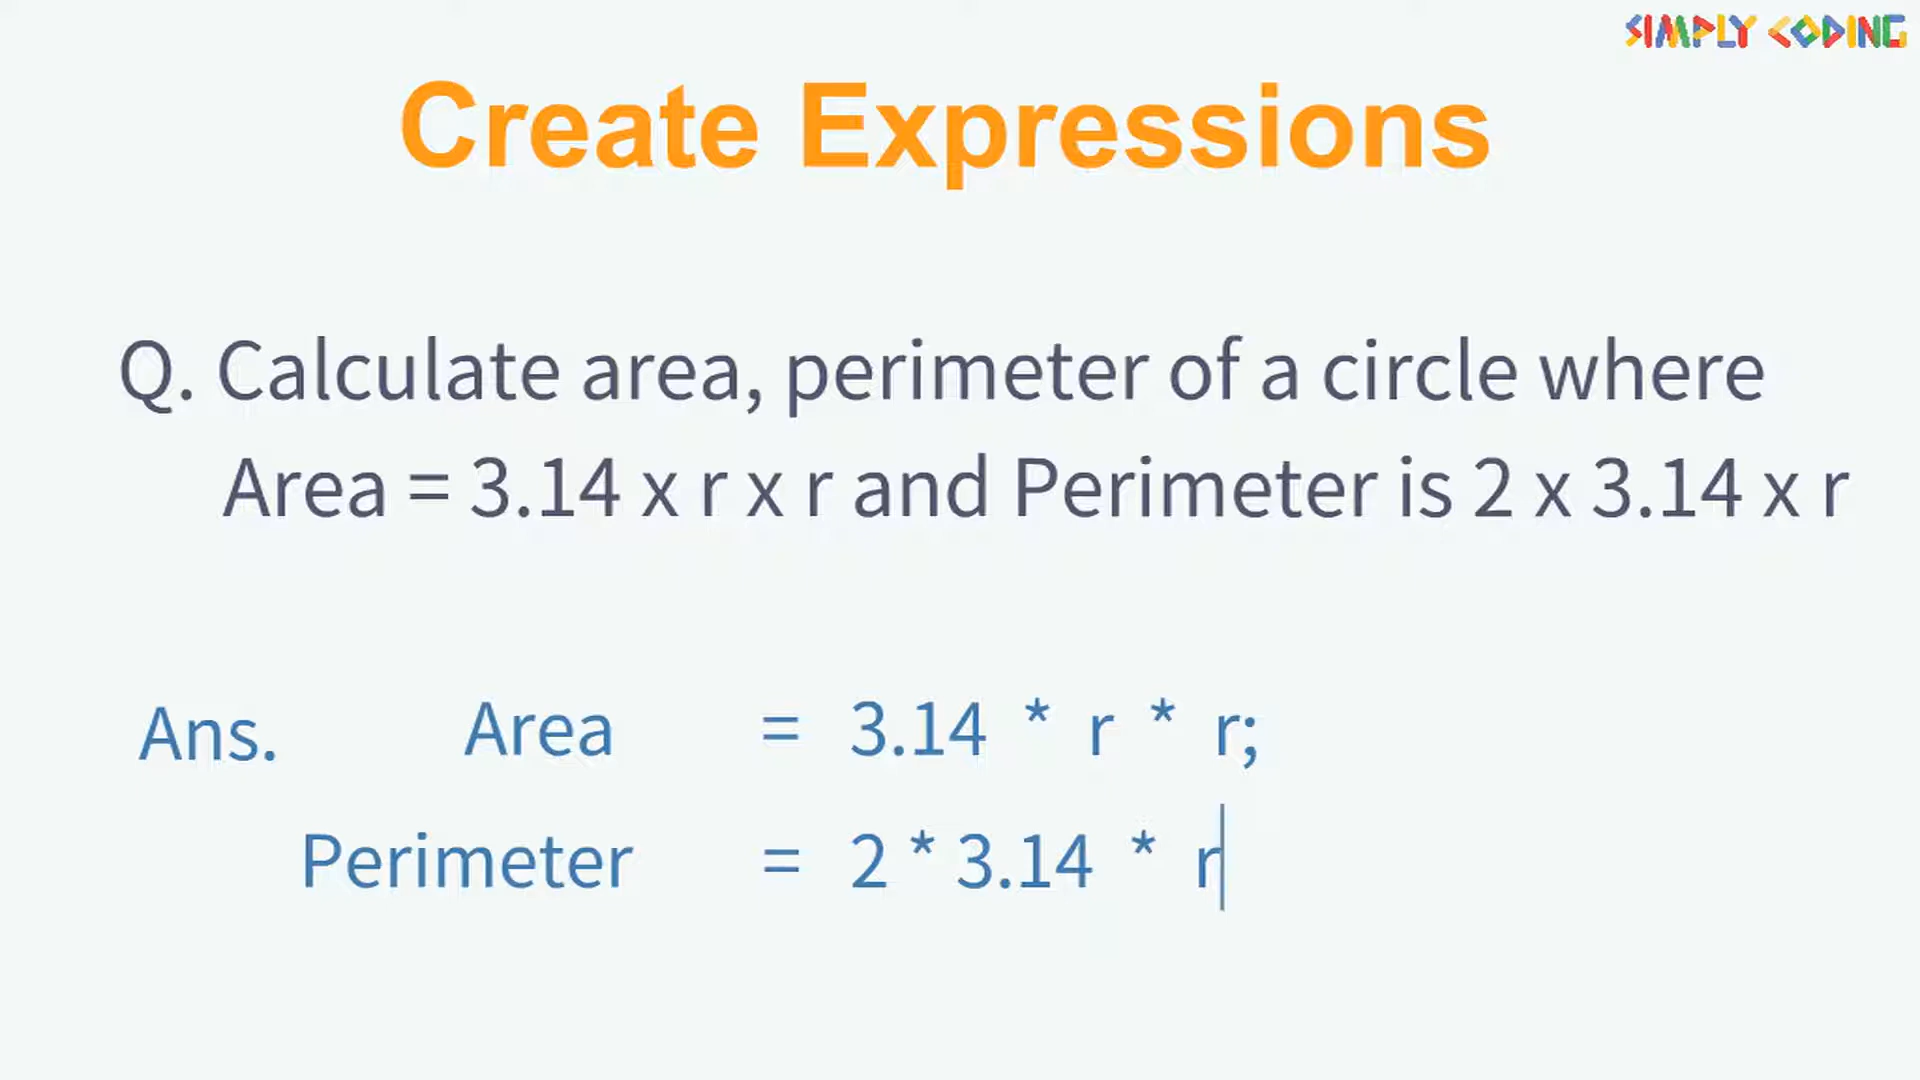 SIMPLY CODING
Create Expressions
Q. Calculate area, perimeter of a circle where
Area = 3.14 x r x r and Perimeter is 2 x 3.14 x r
Ans. Area = 3.14 * r * r;
Perimeter = 2 * 3.14 * r